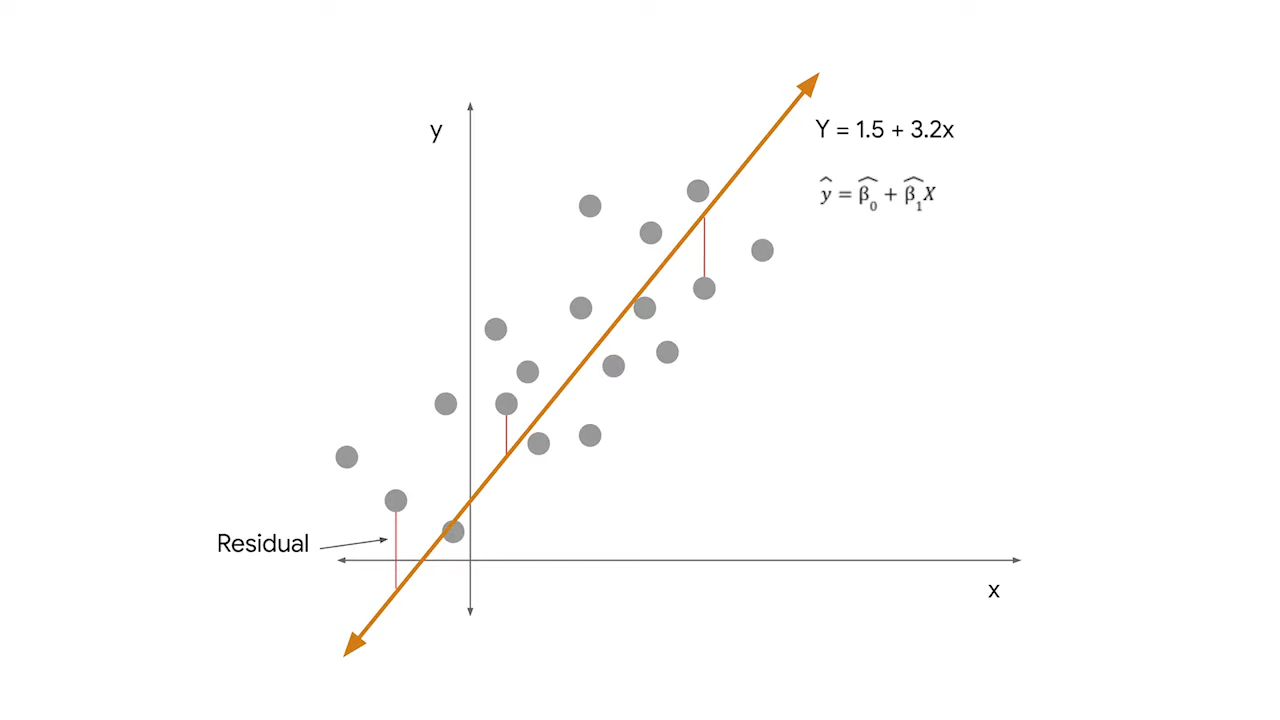 y
Y = 1.5 + 3.2x
ŷ = β̂₀ + β̂₁X
Residual
x